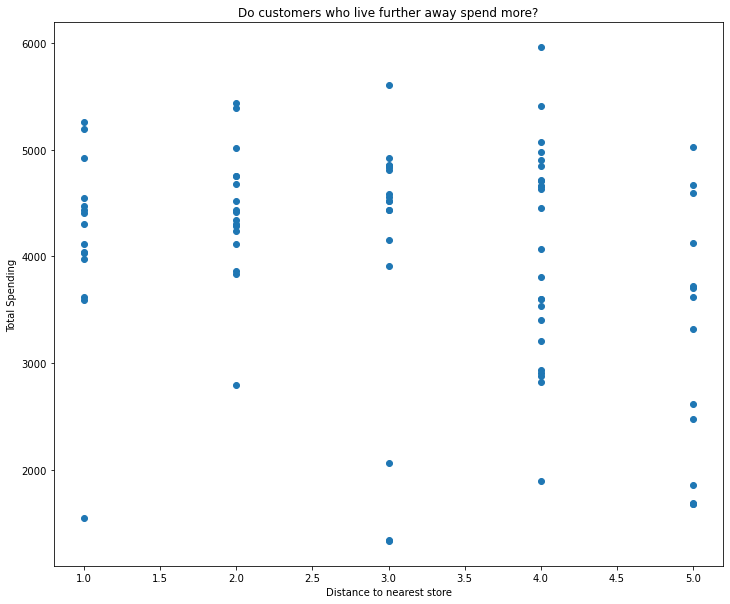 Do customers who live further away spend more?
6000
5000
4000
3000
2000
Total Spending
1.0 1.5 2.0 2.5 3.0 3.5 4.0 4.5 5.0
Distance to nearest store